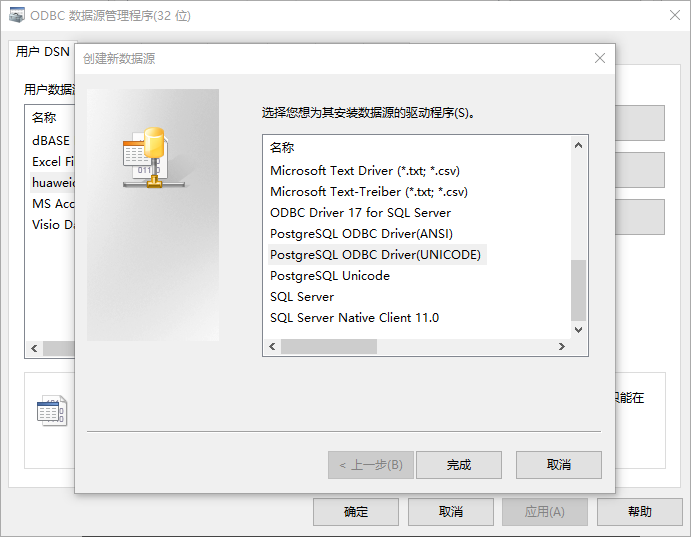 ODBC 数据源管理程序(32 位)
用户 DSN
创建新数据源
用户数据
选择您想为其安装数据源的驱动程序(S)。
名称
dBASE
Excel Fi
huaweic
MS Acc
Visio Da
名称
Microsoft Text Driver (*.txt; *.csv)
Microsoft Text-Treiber (*.txt; *.csv)
ODBC Driver 17 for SQL Server
PostgreSQL ODBC Driver(ANSI)
PostgreSQL ODBC Driver(UNICODE)
PostgreSQL Unicode
SQL Server
SQL Server Native Client 11.0
只能在
< 上一步(B)
完成
取消
确定
取消
应用(A)
帮助